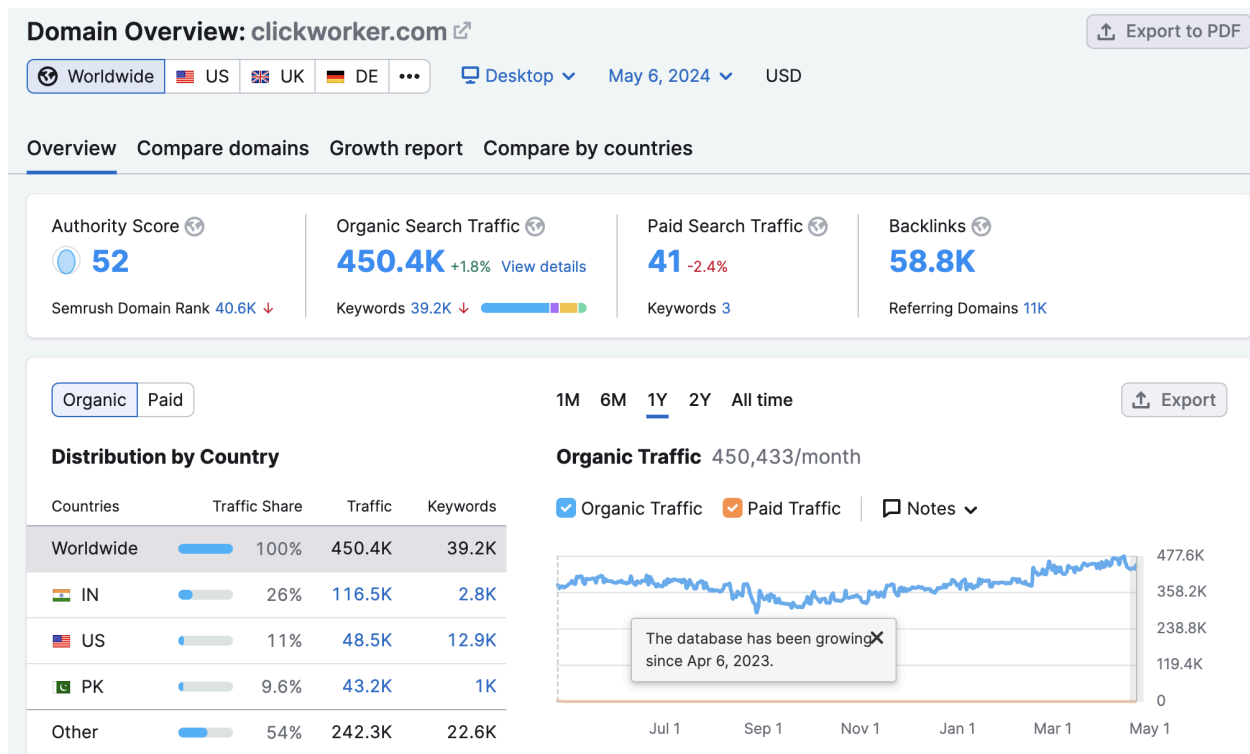 Domain Overview: clickworker.com
Export to PDF
Worldwide US UK DE ••• Desktop May 6, 2024 USD
Overview Compare domains Growth report Compare by countries
Authority Score Organic Search Traffic Paid Search Traffic Backlinks
52 450.4K +1.8% View details 41 -2.4% 58.8K
Semrush Domain Rank 40.6K ↓ Keywords 39.2K ↓ Keywords 3 Referring Domains 11K
Organic Paid
1M 6M 1Y 2Y All time
Export
Distribution by Country
Countries Traffic Share Traffic Keywords
Worldwide 100% 450.4K 39.2K
IN 26% 116.5K 2.8K
US 11% 48.5K 12.9K
PK 9.6% 43.2K 1K
Other 54% 242.3K 22.6K
Organic Traffic 450,433/month
Organic Traffic Paid Traffic Notes
477.6K
358.2K
238.8K
119.4K
0
The database has been growing
since Apr 6, 2023.
Jul 1 Sep 1 Nov 1 Jan 1 Mar 1 May 1